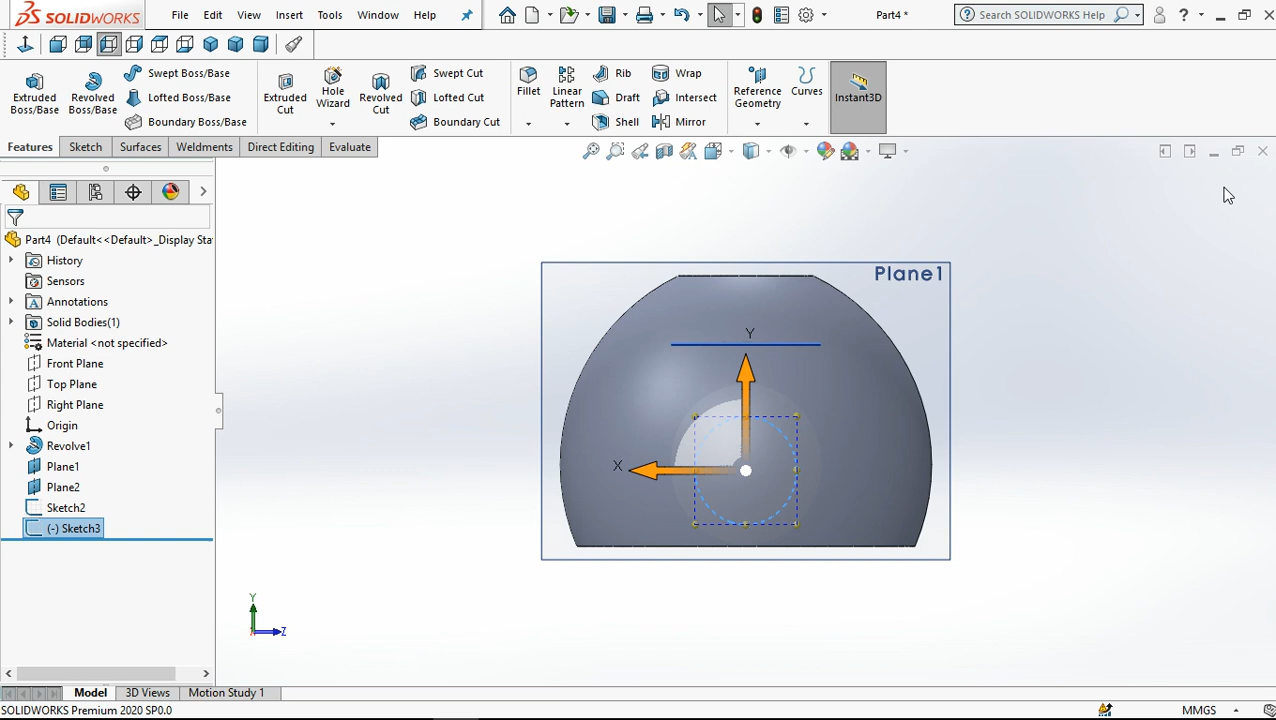 SOLIDWORKS File Edit View Insert Tools Window Help Part4 * Search SOLIDWORKS Help ?
Extruded Boss/Base Revolved Boss/Base Swept Boss/Base Extruded Cut Hole Wizard Revolved Cut Swept Cut Fillet Linear Pattern Rib Wrap Reference Geometry Curves Instant3D
Lofted Boss/Base Lofted Cut Draft Intersect
Boundary Boss/Base Boundary Cut Shell Mirror
Features Sketch Surfaces Weldments Direct Editing Evaluate
Part4 (Default<<Default>_Display Sta
History
Sensors
Annotations
Solid Bodies(1)
Material <not specified>
Front Plane
Top Plane
Right Plane
Origin
Revolve1
Plane1
Plane2
Sketch2
(-) Sketch3
Plane1
Y
X
Y
Z
Model 3D Views Motion Study 1
SOLIDWORKS Premium 2020 SP0.0 MMGS